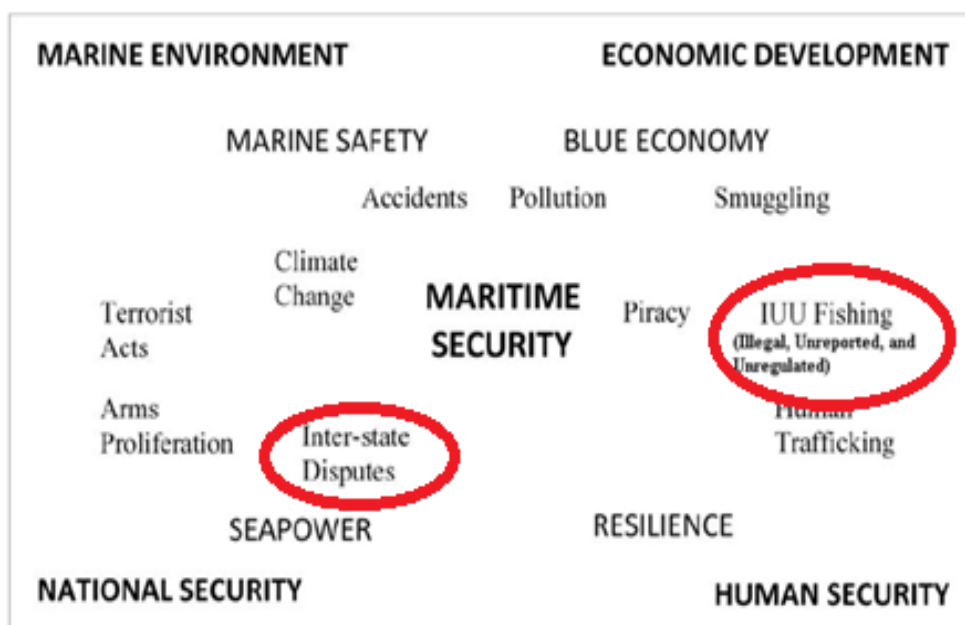 MARINE ENVIRONMENT
ECONOMIC DEVELOPMENT
MARINE SAFETY
BLUE ECONOMY
Accidents
Pollution
Smuggling
Climate
Change
MARITIME
SECURITY
Terrorist
Acts
Piracy
IUU Fishing
(Illegal, Unreported, and
Unregulated)
Arms
Proliferation
Inter-state
Disputes
Human
Trafficking
SEAPOWER
RESILIENCE
NATIONAL SECURITY
HUMAN SECURITY